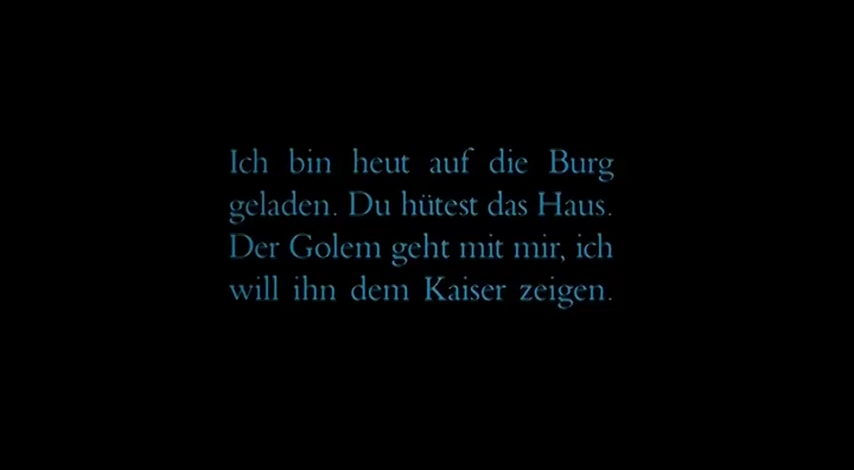 Ich bin heut auf die Burg
geladen. Du hütest das Haus.
Der Golem geht mit mir, ich
will ihn dem Kaiser zeigen.